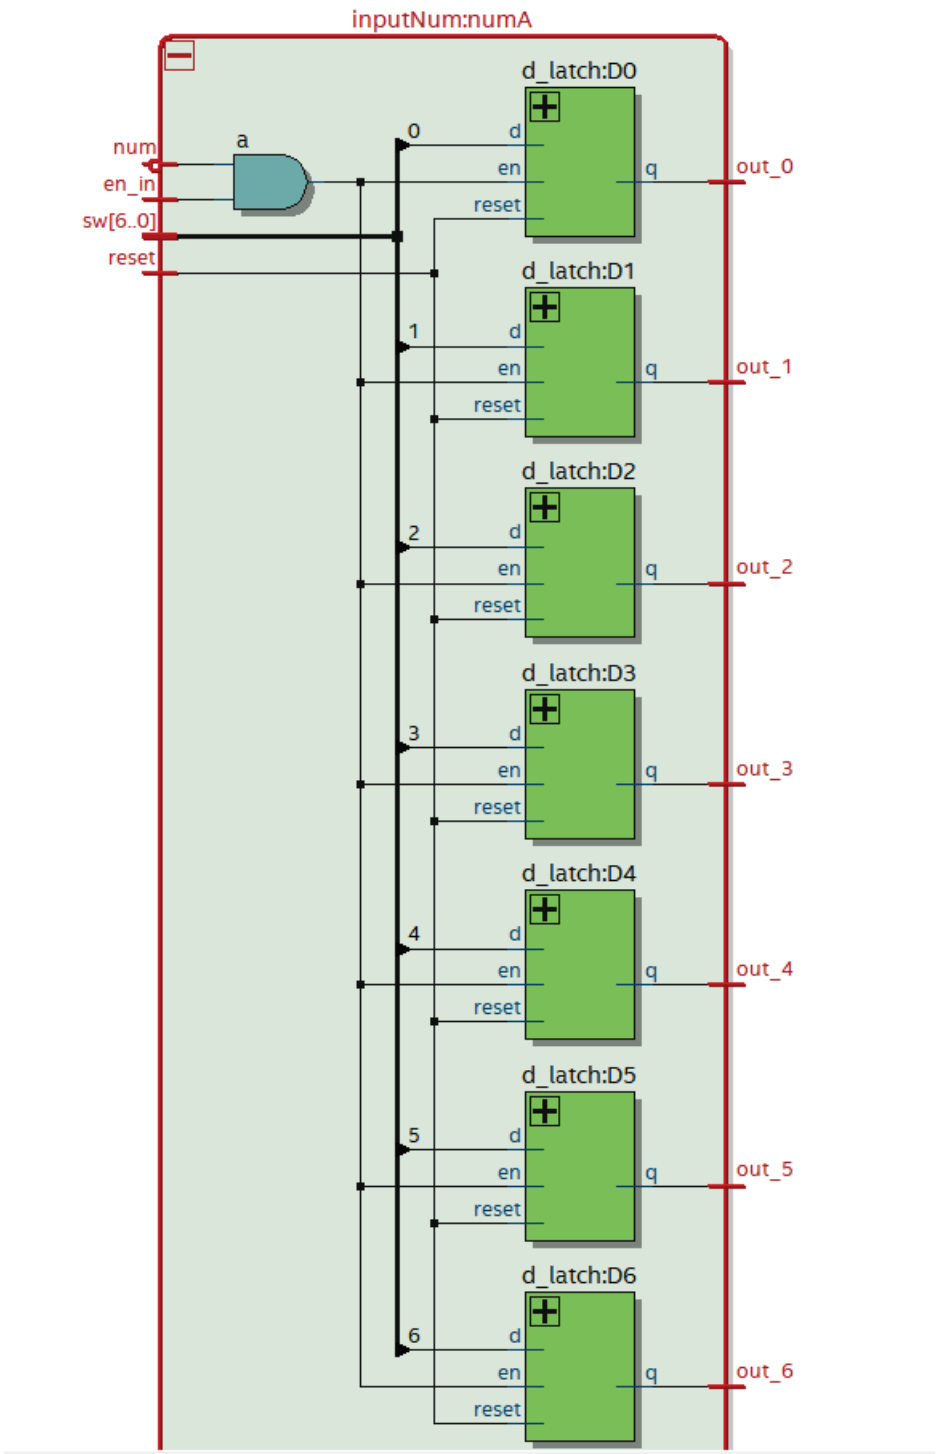 inputNum:numA
d_latch:D0
a
0
d
num
en
q
out_0
en_in
reset
sw[6..0]
reset
d_latch:D1
1
d
en
q
out_1
reset
d_latch:D2
2
d
en
q
out_2
reset
d_latch:D3
3
d
en
q
out_3
reset
d_latch:D4
4
d
en
q
out_4
reset
d_latch:D5
5
d
en
q
out_5
reset
d_latch:D6
6
d
en
q
out_6
reset